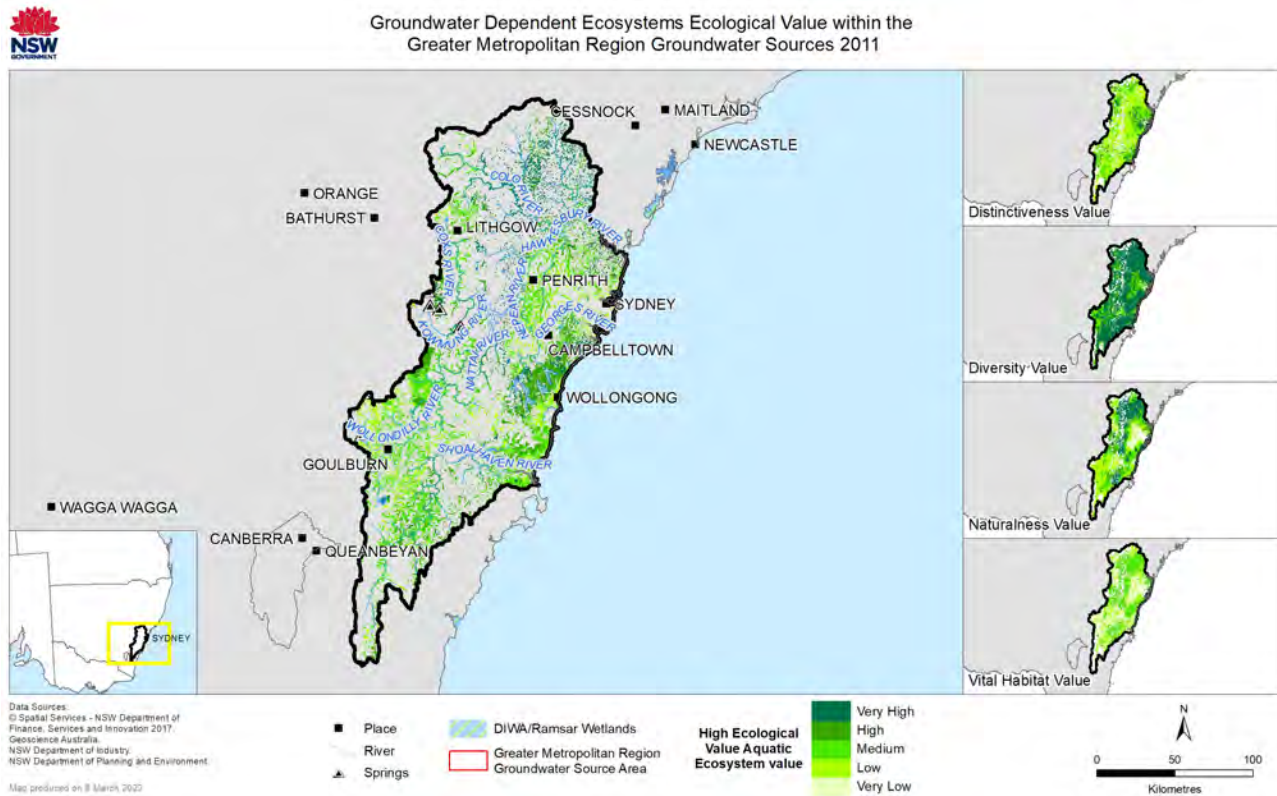 Groundwater Dependent Ecosystems Ecological Value within the
Greater Metropolitan Region Groundwater Sources 2011
NSW
GOVERNMENT
CESSNOCK
MAITLAND
NEWCASTLE
ORANGE
BATHURST
LITHGOW
COLO RIVER
HAWKESBURY RIVER
COXS RIVER
PENRITH
NEPEAN RIVER
SYDNEY
GEORGES RIVER
KOWMUNG RIVER
CAMPBELLTOWN
NATTAI RIVER
WOLLONGONG
WOLLONDILLY RIVER
GOULBURN
SHOALHAVEN RIVER
WAGGA WAGGA
CANBERRA
QUEANBEYAN
SYDNEY
Distinctiveness Value
Diversity Value
Naturalness Value
Vital Habitat Value
Data Sources:
© Spatial Services - NSW Department of
Finance, Services and Innovation 2017.
Geoscience Australia.
NSW Department of Industry.
NSW Department of Planning and Environment.
Map produced on 8 March 2022
Place
River
Springs
DIWA/Ramsar Wetlands
Greater Metropolitan Region
Groundwater Source Area
High Ecological
Value Aquatic
Ecosystem value
Very High
High
Medium
Low
Very Low
N
0 50 100
Kilometres